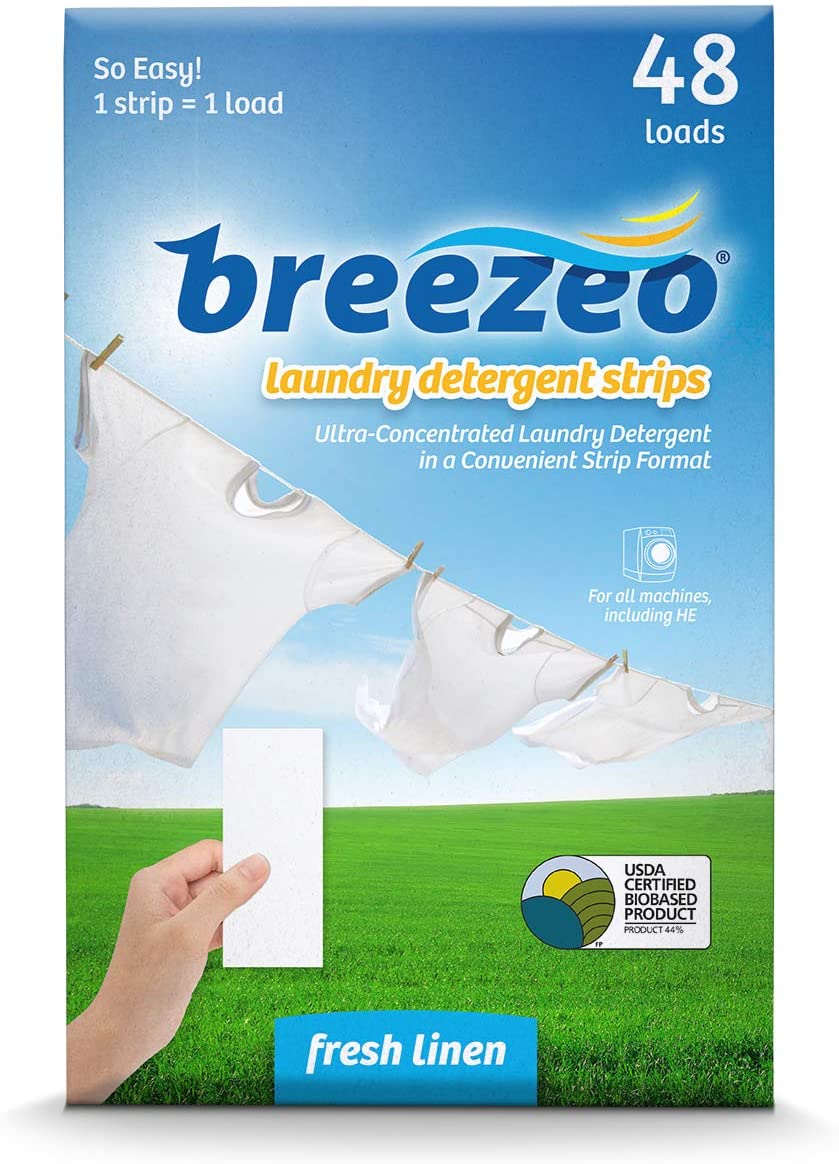 So Easy!
1 strip = 1 load
48
loads
breezeo®
laundry detergent strips
Ultra-Concentrated Laundry Detergent
in a Convenient Strip Format
For all machines,
including HE
USDA
CERTIFIED
BIOBASED
PRODUCT
PRODUCT 44%
FP
fresh linen